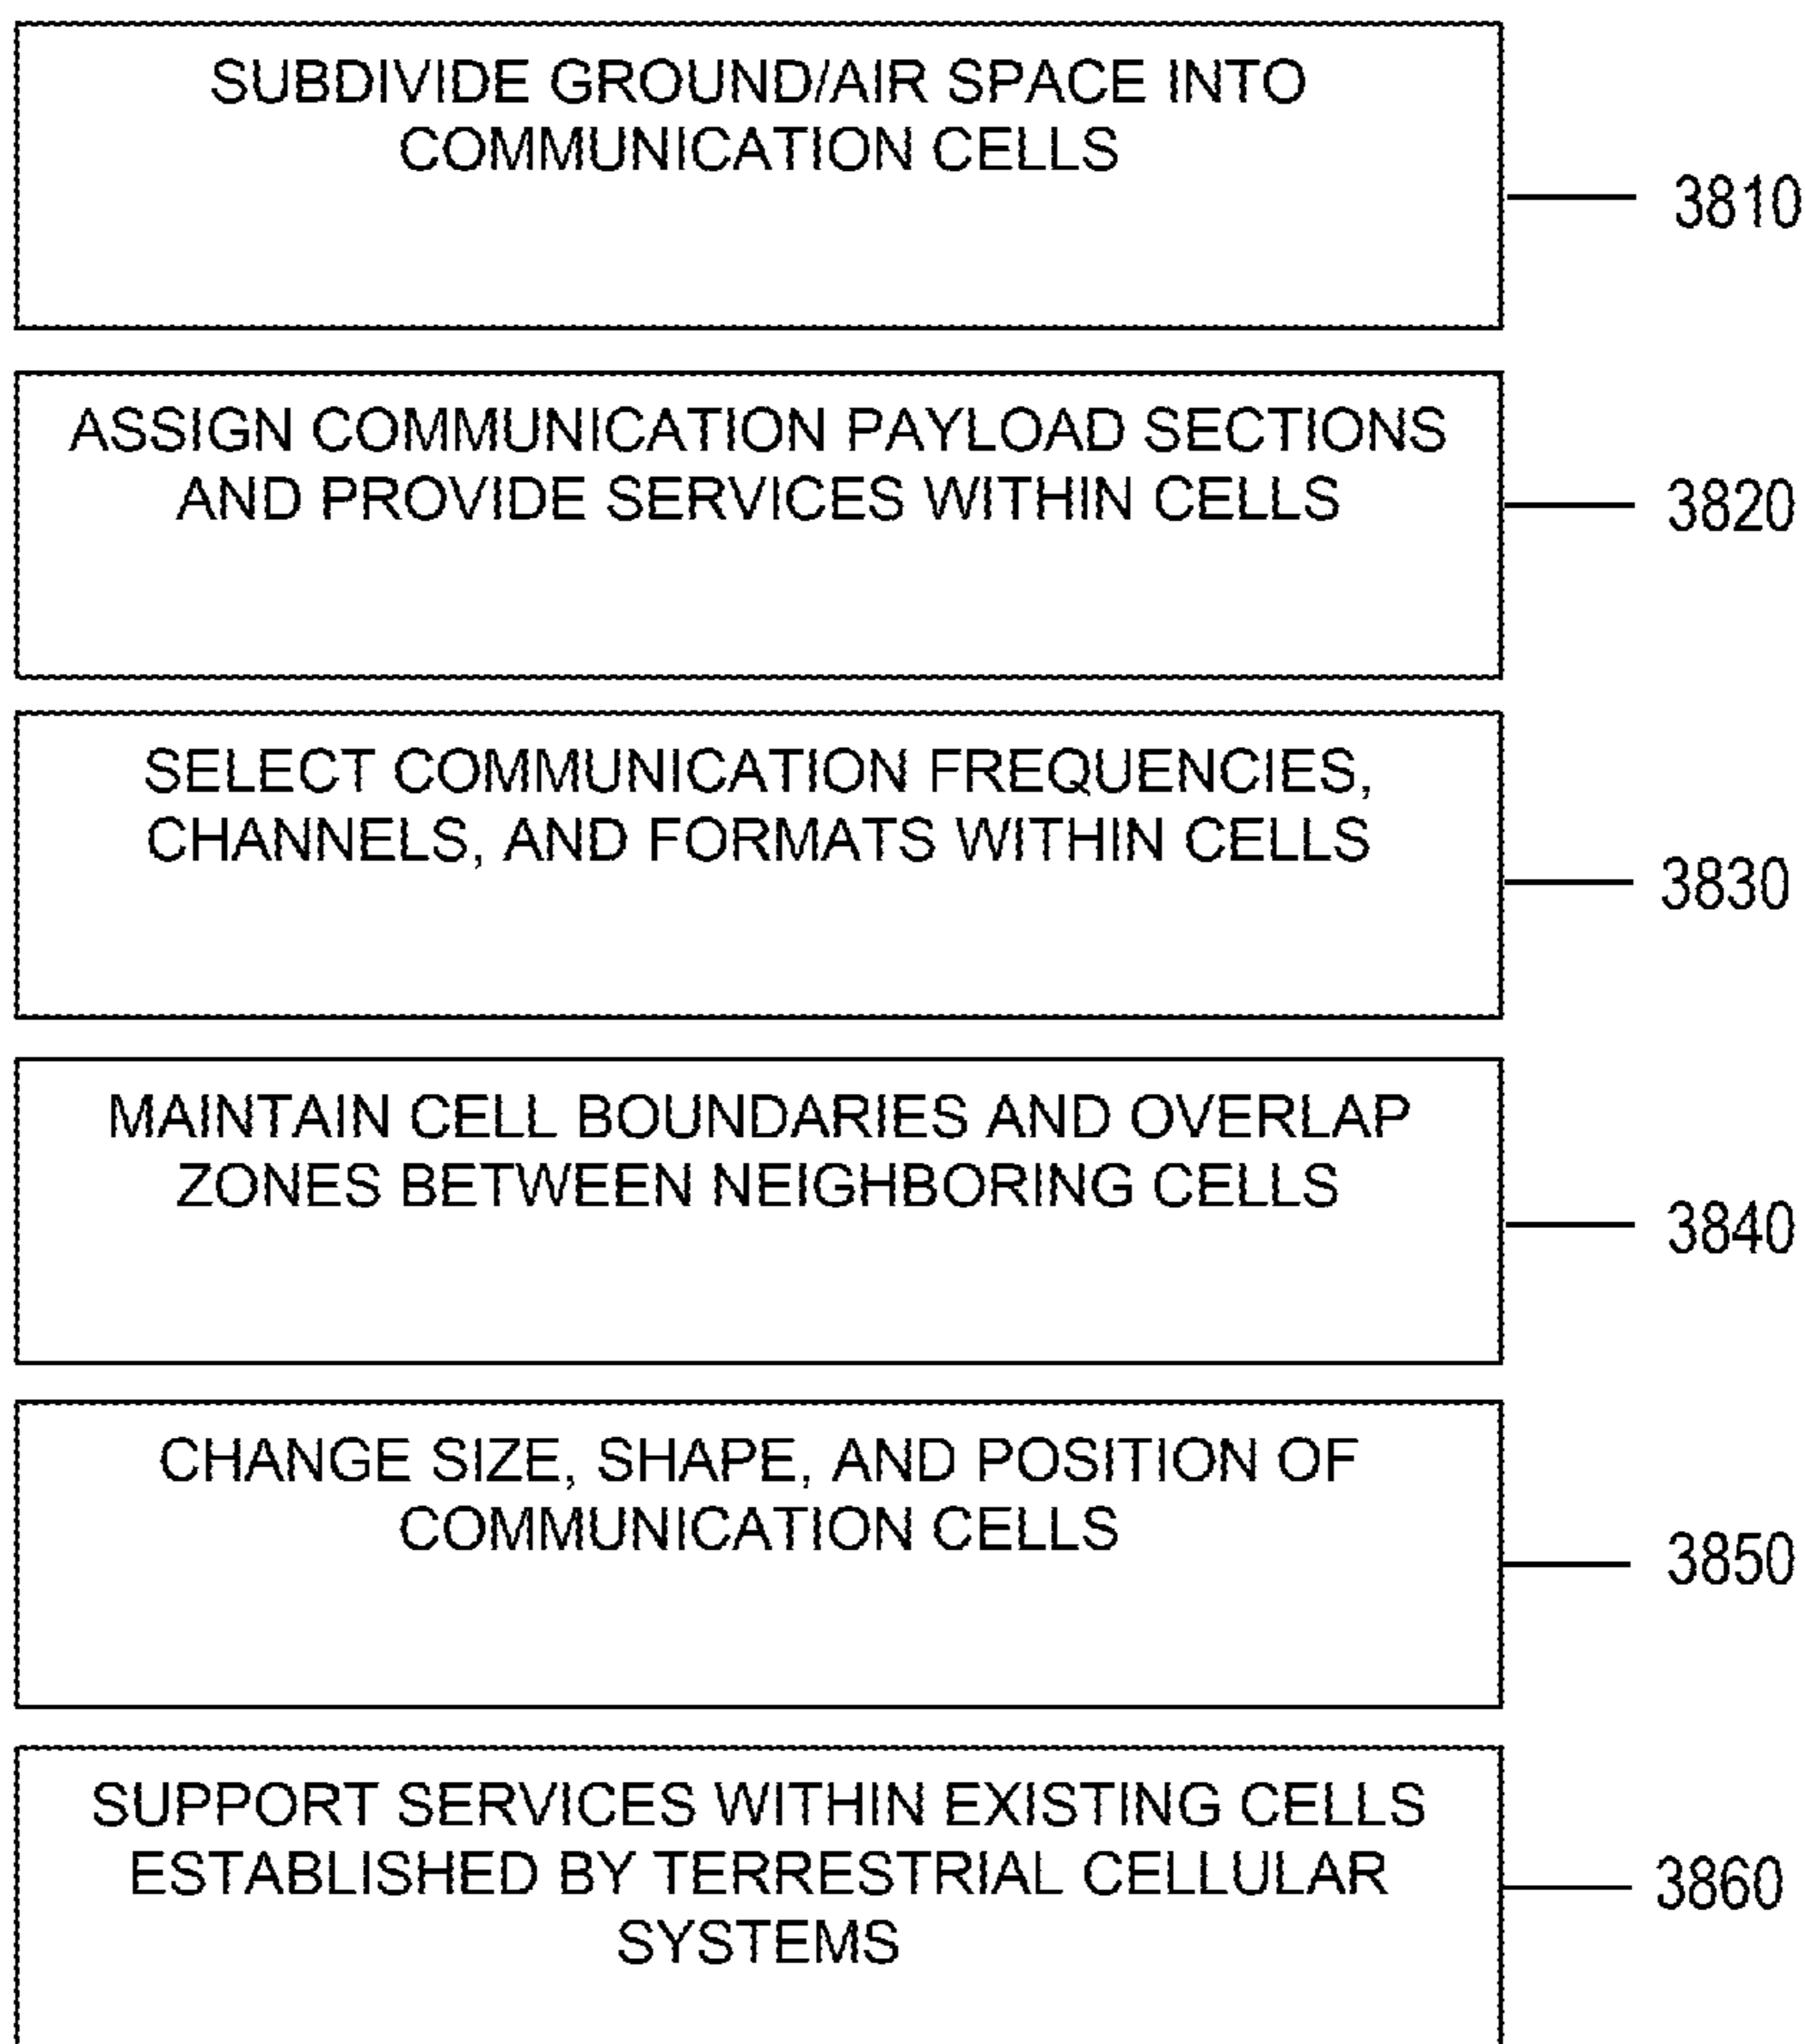 SUBDIVIDE GROUND/AIR SPACE INTO
COMMUNICATION CELLS
3810
ASSIGN COMMUNICATION PAYLOAD SECTIONS
AND PROVIDE SERVICES WITHIN CELLS
3820
SELECT COMMUNICATION FREQUENCIES,
CHANNELS, AND FORMATS WITHIN CELLS
3830
MAINTAIN CELL BOUNDARIES AND OVERLAP
ZONES BETWEEN NEIGHBORING CELLS
3840
CHANGE SIZE, SHAPE, AND POSITION OF
COMMUNICATION CELLS
3850
SUPPORT SERVICES WITHIN EXISTING CELLS
ESTABLISHED BY TERRESTRIAL CELLULAR
SYSTEMS
3860